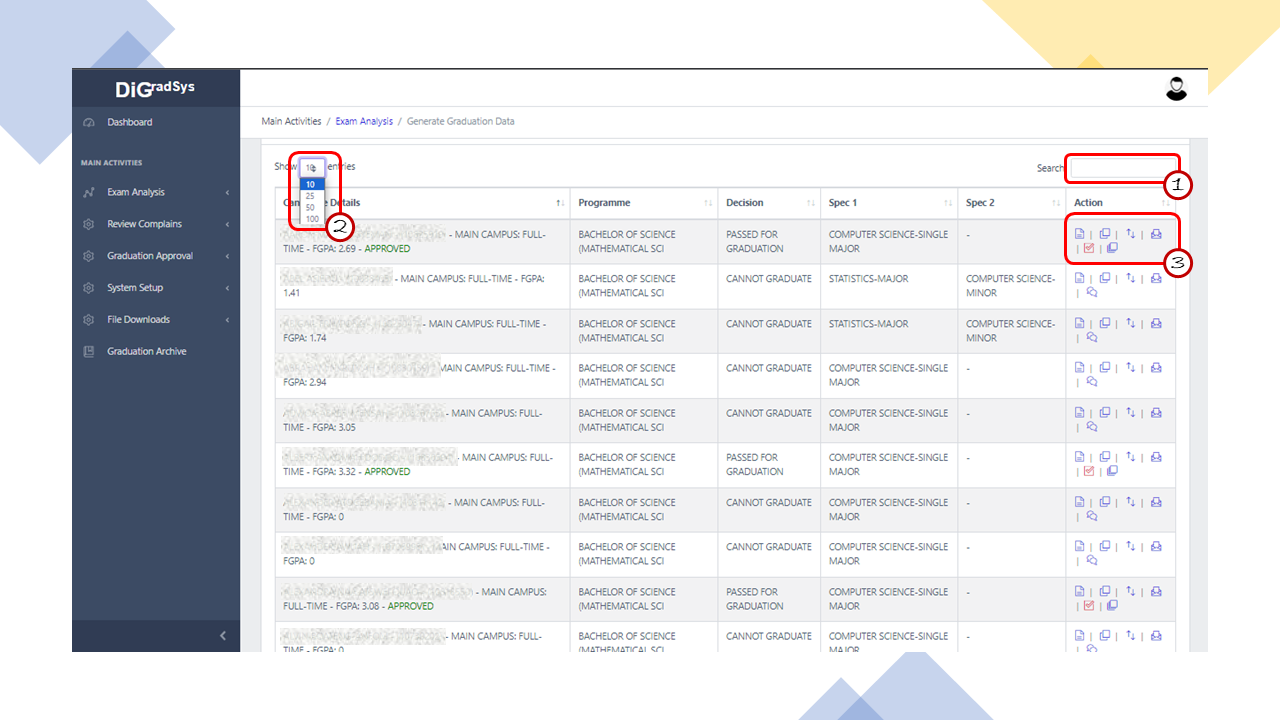 DiGradSys
Dashboard
MAIN ACTIVITIES
Exam Analysis
Review Complains
Graduation Approval
System Setup
File Downloads
Graduation Archive
Main Activities / Exam Analysis / Generate Graduation Data
Show 10 entries
10
25
50
100
2
Search
1
Details
Programme
Decision
Spec 1
Spec 2
Action
3
- MAIN CAMPUS: FULL-
TIME - FGPA: 2.69 - APPROVED
BACHELOR OF SCIENCE
(MATHEMATICAL SCI
PASSED FOR
GRADUATION
COMPUTER SCIENCE-SINGLE
MAJOR
-
- MAIN CAMPUS: FULL-TIME - FGPA:
1.41
BACHELOR OF SCIENCE
(MATHEMATICAL SCI
CANNOT GRADUATE
STATISTICS-MAJOR
COMPUTER SCIENCE-
MINOR
- MAIN CAMPUS: FULL-TIME -
FGPA: 1.74
BACHELOR OF SCIENCE
(MATHEMATICAL SCI
CANNOT GRADUATE
STATISTICS-MAJOR
COMPUTER SCIENCE-
MINOR
MAIN CAMPUS: FULL-TIME -
FGPA: 2.94
BACHELOR OF SCIENCE
(MATHEMATICAL SCI
CANNOT GRADUATE
COMPUTER SCIENCE-SINGLE
MAJOR
-
- MAIN CAMPUS: FULL-
TIME - FGPA: 3.05
BACHELOR OF SCIENCE
(MATHEMATICAL SCI
CANNOT GRADUATE
COMPUTER SCIENCE-SINGLE
MAJOR
-
- MAIN CAMPUS: FULL-
TIME - FGPA: 3.32 - APPROVED
BACHELOR OF SCIENCE
(MATHEMATICAL SCI
PASSED FOR
GRADUATION
COMPUTER SCIENCE-SINGLE
MAJOR
-
- MAIN CAMPUS: FULL-
TIME - FGPA: 0
BACHELOR OF SCIENCE
(MATHEMATICAL SCI
CANNOT GRADUATE
COMPUTER SCIENCE-SINGLE
MAJOR
-
AIN CAMPUS: FULL-TIME -
FGPA: 0
BACHELOR OF SCIENCE
(MATHEMATICAL SCI
CANNOT GRADUATE
COMPUTER SCIENCE-SINGLE
MAJOR
-
- MAIN CAMPUS:
FULL-TIME - FGPA: 3.08 - APPROVED
BACHELOR OF SCIENCE
(MATHEMATICAL SCI
PASSED FOR
GRADUATION
COMPUTER SCIENCE-SINGLE
MAJOR
-
- MAIN CAMPUS: FULL-
TIME - FGPA: 0
BACHELOR OF SCIENCE
(MATHEMATICAL SCI
CANNOT GRADUATE
COMPUTER SCIENCE-SINGLE
MAJOR
-